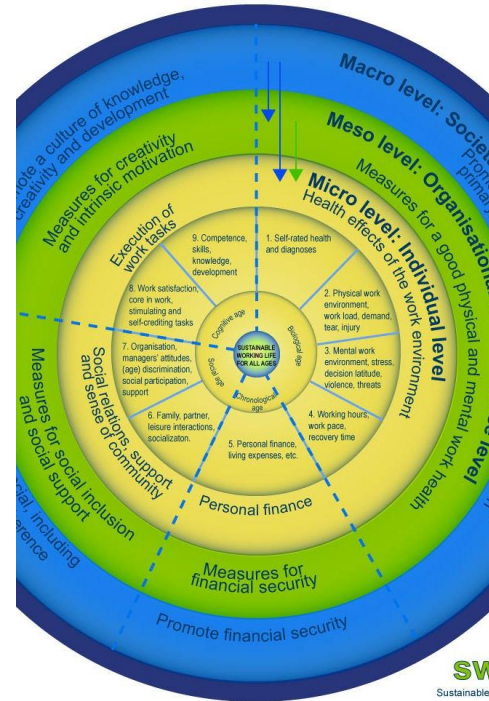 Macro level: Societ
primary
Meso level: Organisational
Measures for a good physical and mental work health
level
Micro level: Individual level
Health effects of the work environment
ote a culture of knowledge,
creativity and development
Measures for creativity
and intrinsic motivation
Execution of
work tasks
9. Competence,
skills,
knowledge,
development
1. Self-rated health
and diagnoses
8. Work satisfaction,
core in work,
stimulating and
self-crediting tasks
2. Physical work
environment,
work load, demand,
tear, injury
7. Organisation,
managers' attitudes,
(age) discrimination,
social participation,
support
3. Mental work
environment, stress,
decision latitude,
violence, threats
6. Family, partner,
leisure interactions,
socializaton.
4. Working hours,
work pace,
recovery time
5. Personal finance,
living expenses, etc.
Cognitive age
Biological age
Social age
Chronological
age
SUSTAINABLE
WORKING LIFE
FOR ALL AGES
Social relations, support
and sense of community
Measures for social inclusion
and social support
cial, including
erence
Personal finance
Measures for
financial security
Promote financial security
SW
Sustainable